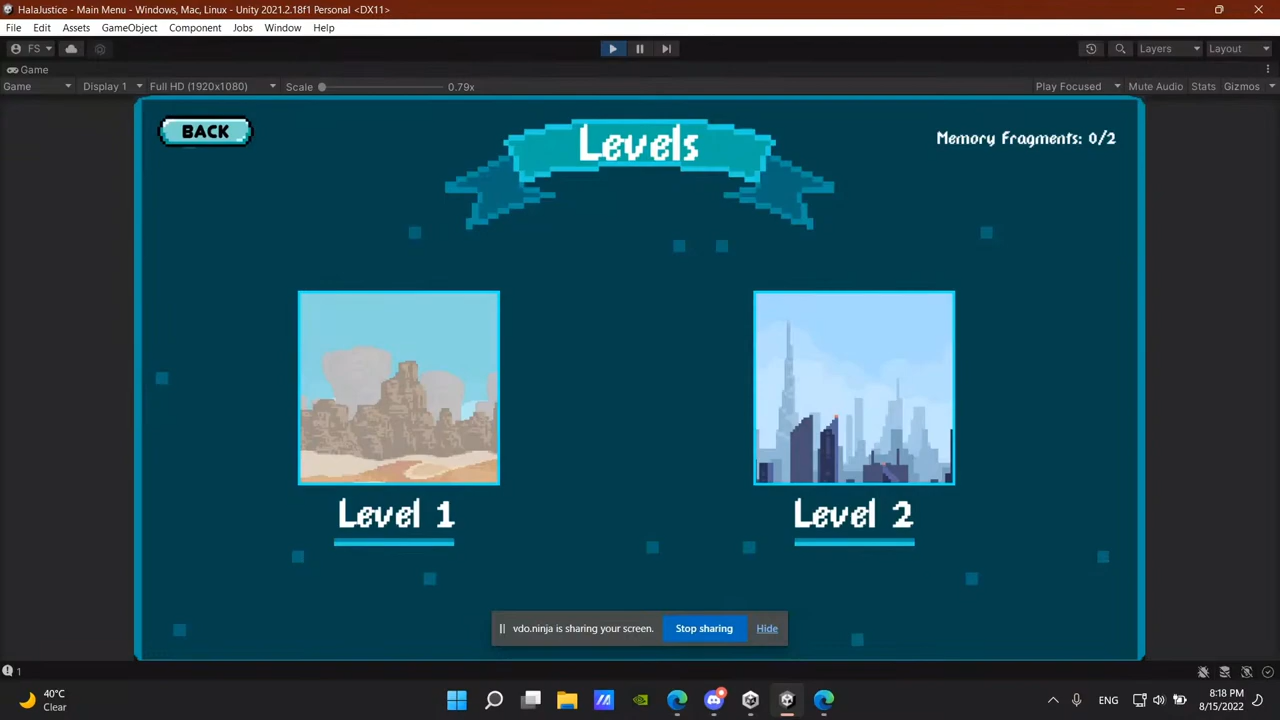 HalaJustice - Main Menu - Windows, Mac, Linux - Unity 2021.2.18f1 Personal <DX11>
File Edit Assets GameObject Component Jobs Window Help
FS Layers Layout
Game
Game Display 1 Full HD (1920x1080) Scale 0.79x Play Focused Mute Audio Stats Gizmos
BACK
Levels
Memory Fragments: 0/2
Level 1
Level 2
vdo.ninja is sharing your screen. Stop sharing Hide
1
40°C
Clear
ENG
8:18 PM
8/15/2022